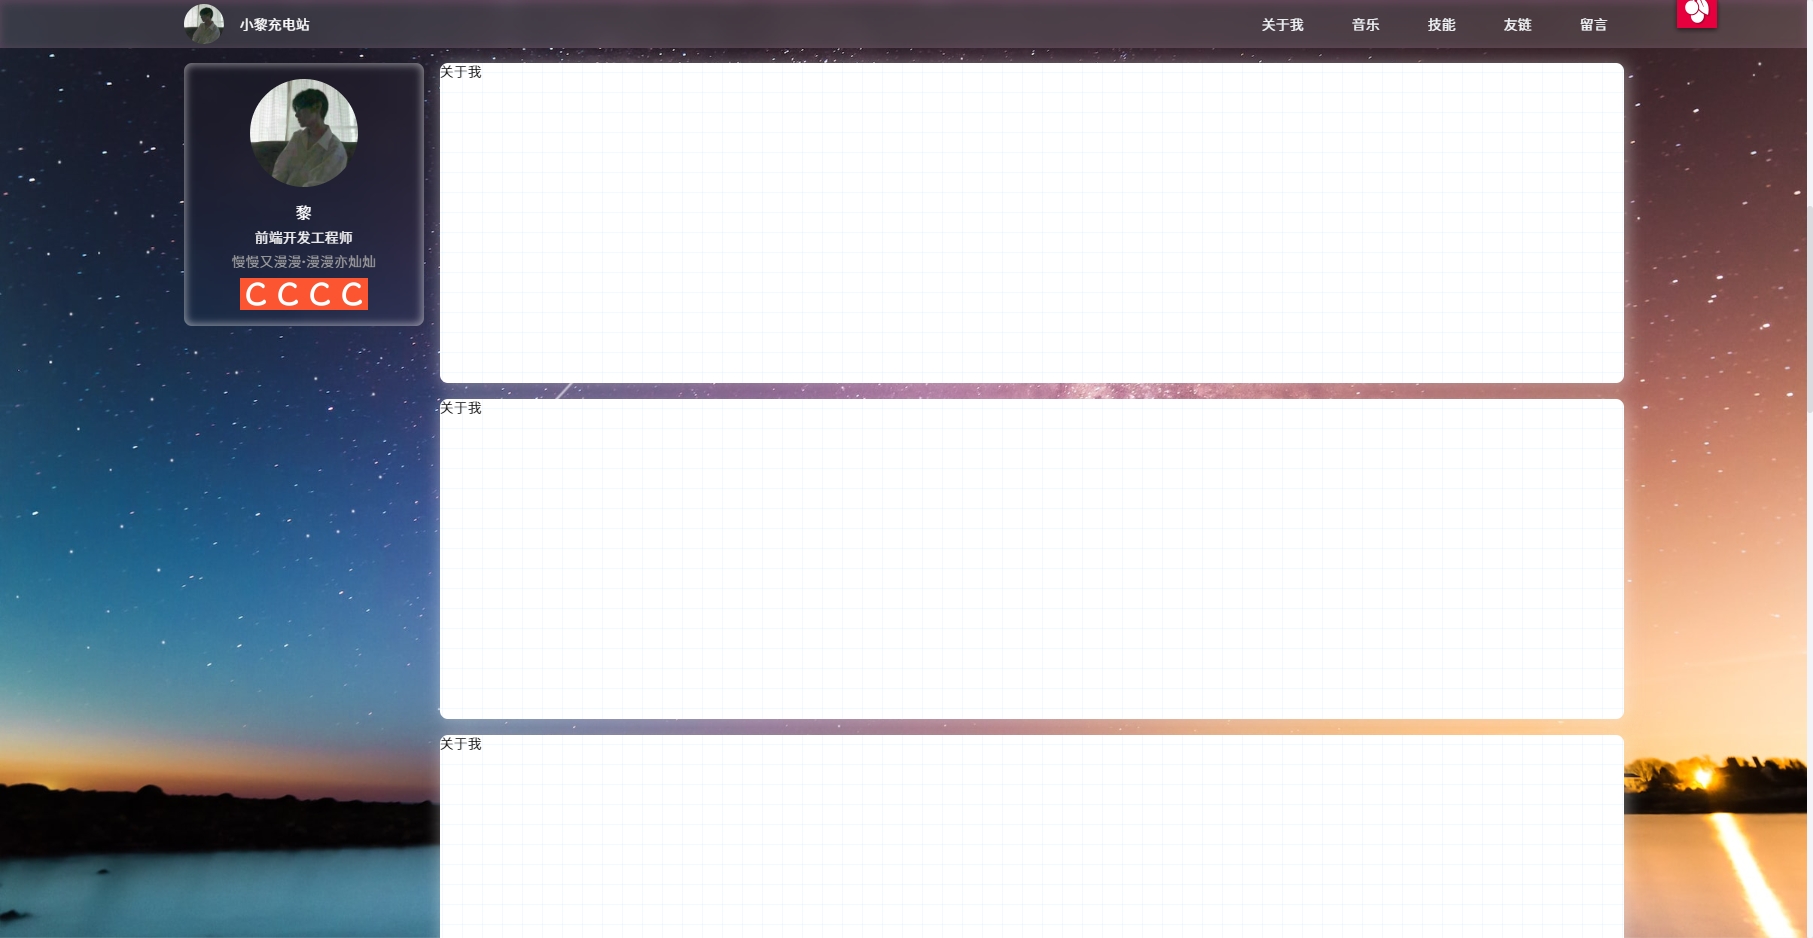 小黎充电站
关于我 音乐 技能 友链 留言
黎
前端开发工程师
慢慢又漫漫·漫漫亦灿灿
C C C C
关于我
关于我
关于我